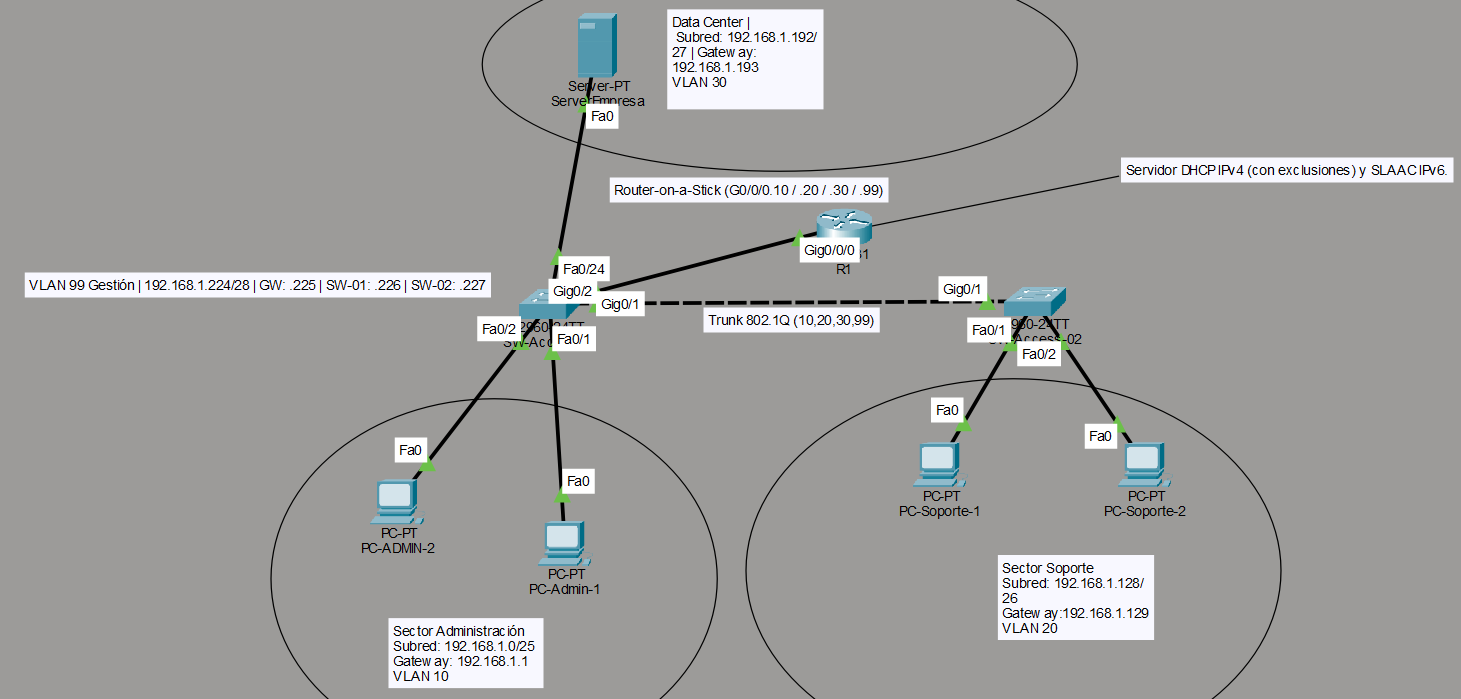 Data Center |
Subred: 192.168.1.192/
27 | Gateway:
192.168.1.193
VLAN 30
Server-PT
ServerEmpresa
Fa0
Servidor DHCP IPv4 (con exclusiones) y SLAAC IPv6.
Router-on-a-Stick (G0/0/0.10 / .20 / .30 / .99)
Gig0/0/0
R1
Fa0/24
VLAN 99 Gestión | 192.168.1.224/28 | GW: .225 | SW-01: .226 | SW-02: .227
Gig0/2
Gig0/1
Gig0/1
Trunk 802.1Q (10,20,30,99)
Fa0/2
Fa0/1
Fa0/1
Fa0/2
Fa0
Fa0
Fa0
Fa0
PC-PT
PC-ADMIN-2
PC-PT
PC-Admin-1
PC-PT
PC-Soporte-1
PC-PT
PC-Soporte-2
Sector Administración
Subred: 192.168.1.0/25
Gateway: 192.168.1.1
VLAN 10
Sector Soporte
Subred: 192.168.1.128/
26
Gateway:192.168.1.129
VLAN 20